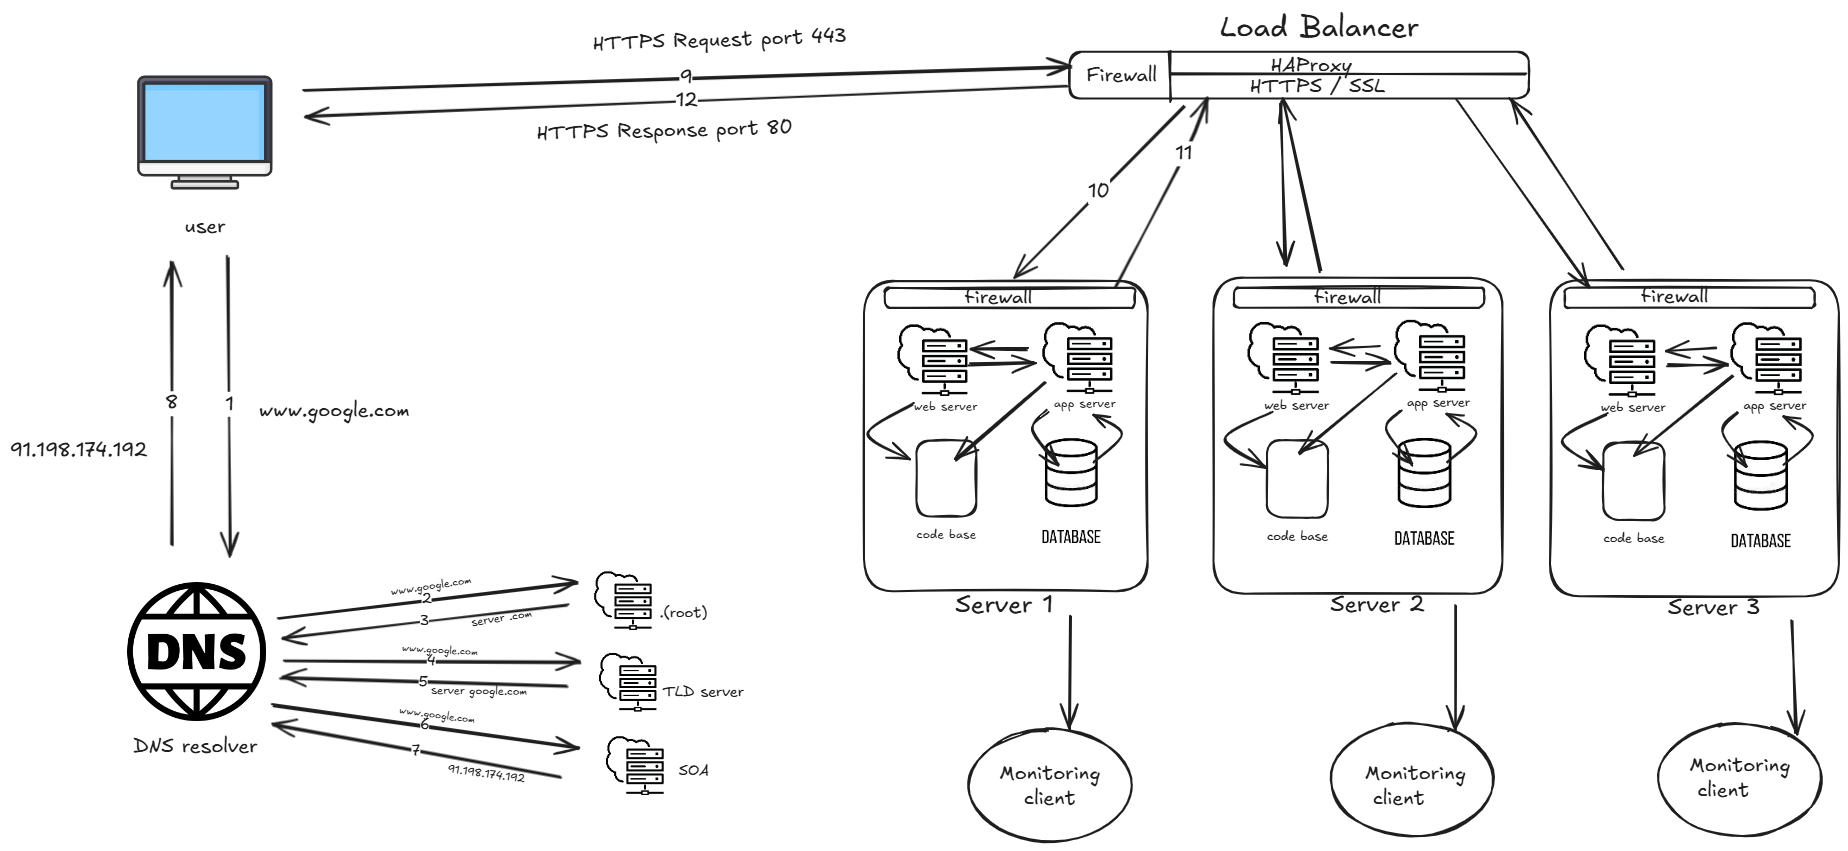 Load Balancer
HTTPS Request port 443
9
Firewall
HAProxy
HTTPS / SSL
12
HTTPS Response port 80
user
10
11
8
1
www.google.com
91.198.174.192
DNS
DNS resolver
www.google.com
2
3
server .com
.(root)
www.google.com
4
5
server google.com
TLD server
www.google.com
6
7
91.198.174.192
SOA
firewall
web server
app server
code base
DATABASE
Server 1
firewall
web server
app server
code base
DATABASE
Server 2
firewall
web server
app server
code base
DATABASE
Server 3
Monitoring
client
Monitoring
client
Monitoring
client